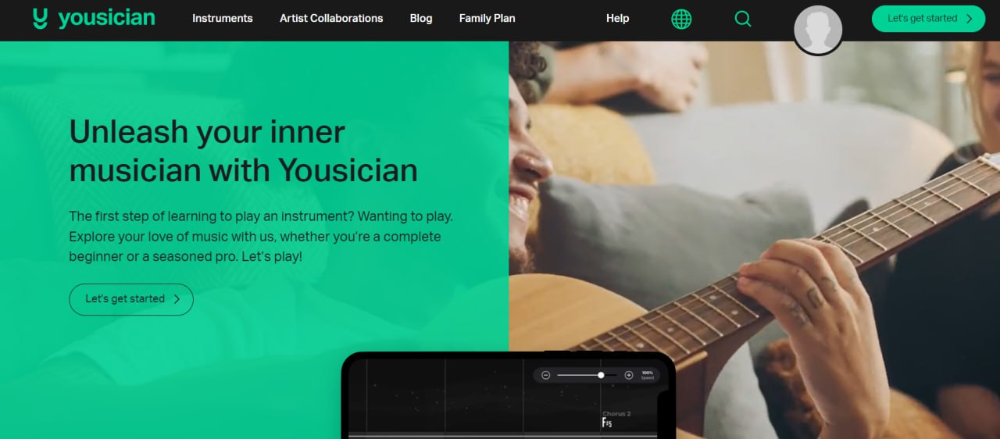 yousician
Instruments
Artist Collaborations
Blog
Family Plan
Help
Let's get started
Unleash your inner
musician with Yousician
The first step of learning to play an instrument? Wanting to play.
Explore your love of music with us, whether you're a complete
beginner or a seasoned pro. Let's play!
Let's get started
100%
Speed
Chorus 2
F#5